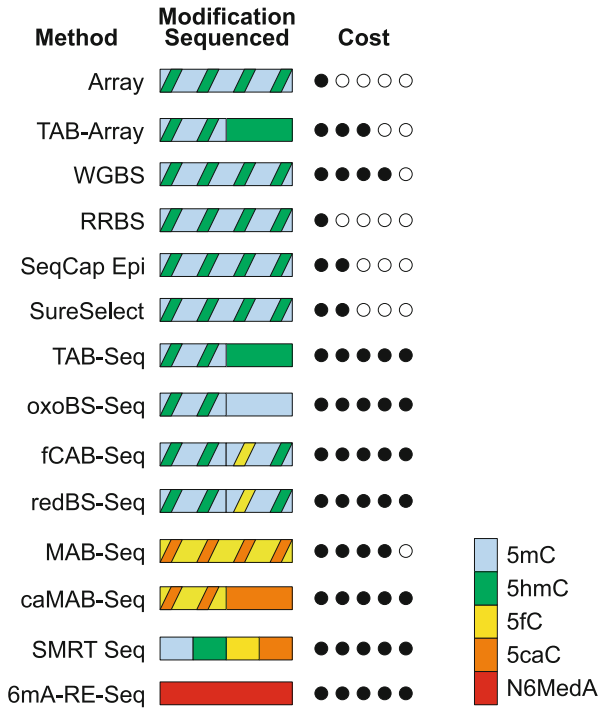 Method Modification Sequenced Cost
Array
TAB-Array
WGBS
RRBS
SeqCap Epi
SureSelect
TAB-Seq
oxoBS-Seq
fCAB-Seq
redBS-Seq
MAB-Seq
caMAB-Seq
SMRT Seq
6mA-RE-Seq
5mC
5hmC
5fC
5caC
N6MedA